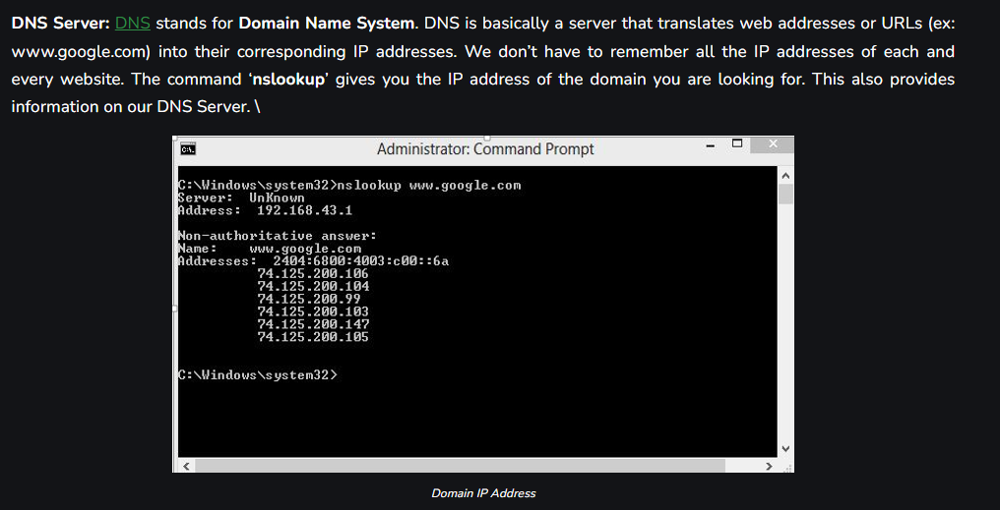 DNS Server: DNS stands for Domain Name System. DNS is basically a server that translates web addresses or URLs (ex:
www.google.com) into their corresponding IP addresses. We don’t have to remember all the IP addresses of each and
every website. The command ‘nslookup’ gives you the IP address of the domain you are looking for. This also provides
information on our DNS Server. \
C:\.
Administrator: Command Prompt
C:\Windows\system32>nslookup www.google.com
Server:  UnKnown
Address:  192.168.43.1
Non-authoritative answer:
Name:    www.google.com
Addresses:  2404:6800:4003:c00::6a
74.125.200.106
74.125.200.104
74.125.200.99
74.125.200.103
74.125.200.147
74.125.200.105
C:\Windows\system32>
Domain IP Address